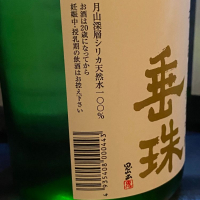 垂珠
月山深層シリカ天然水一〇〇%
お酒は20歳になってから
妊娠中・授乳期の飲酒はお控え下さい
4935408000443